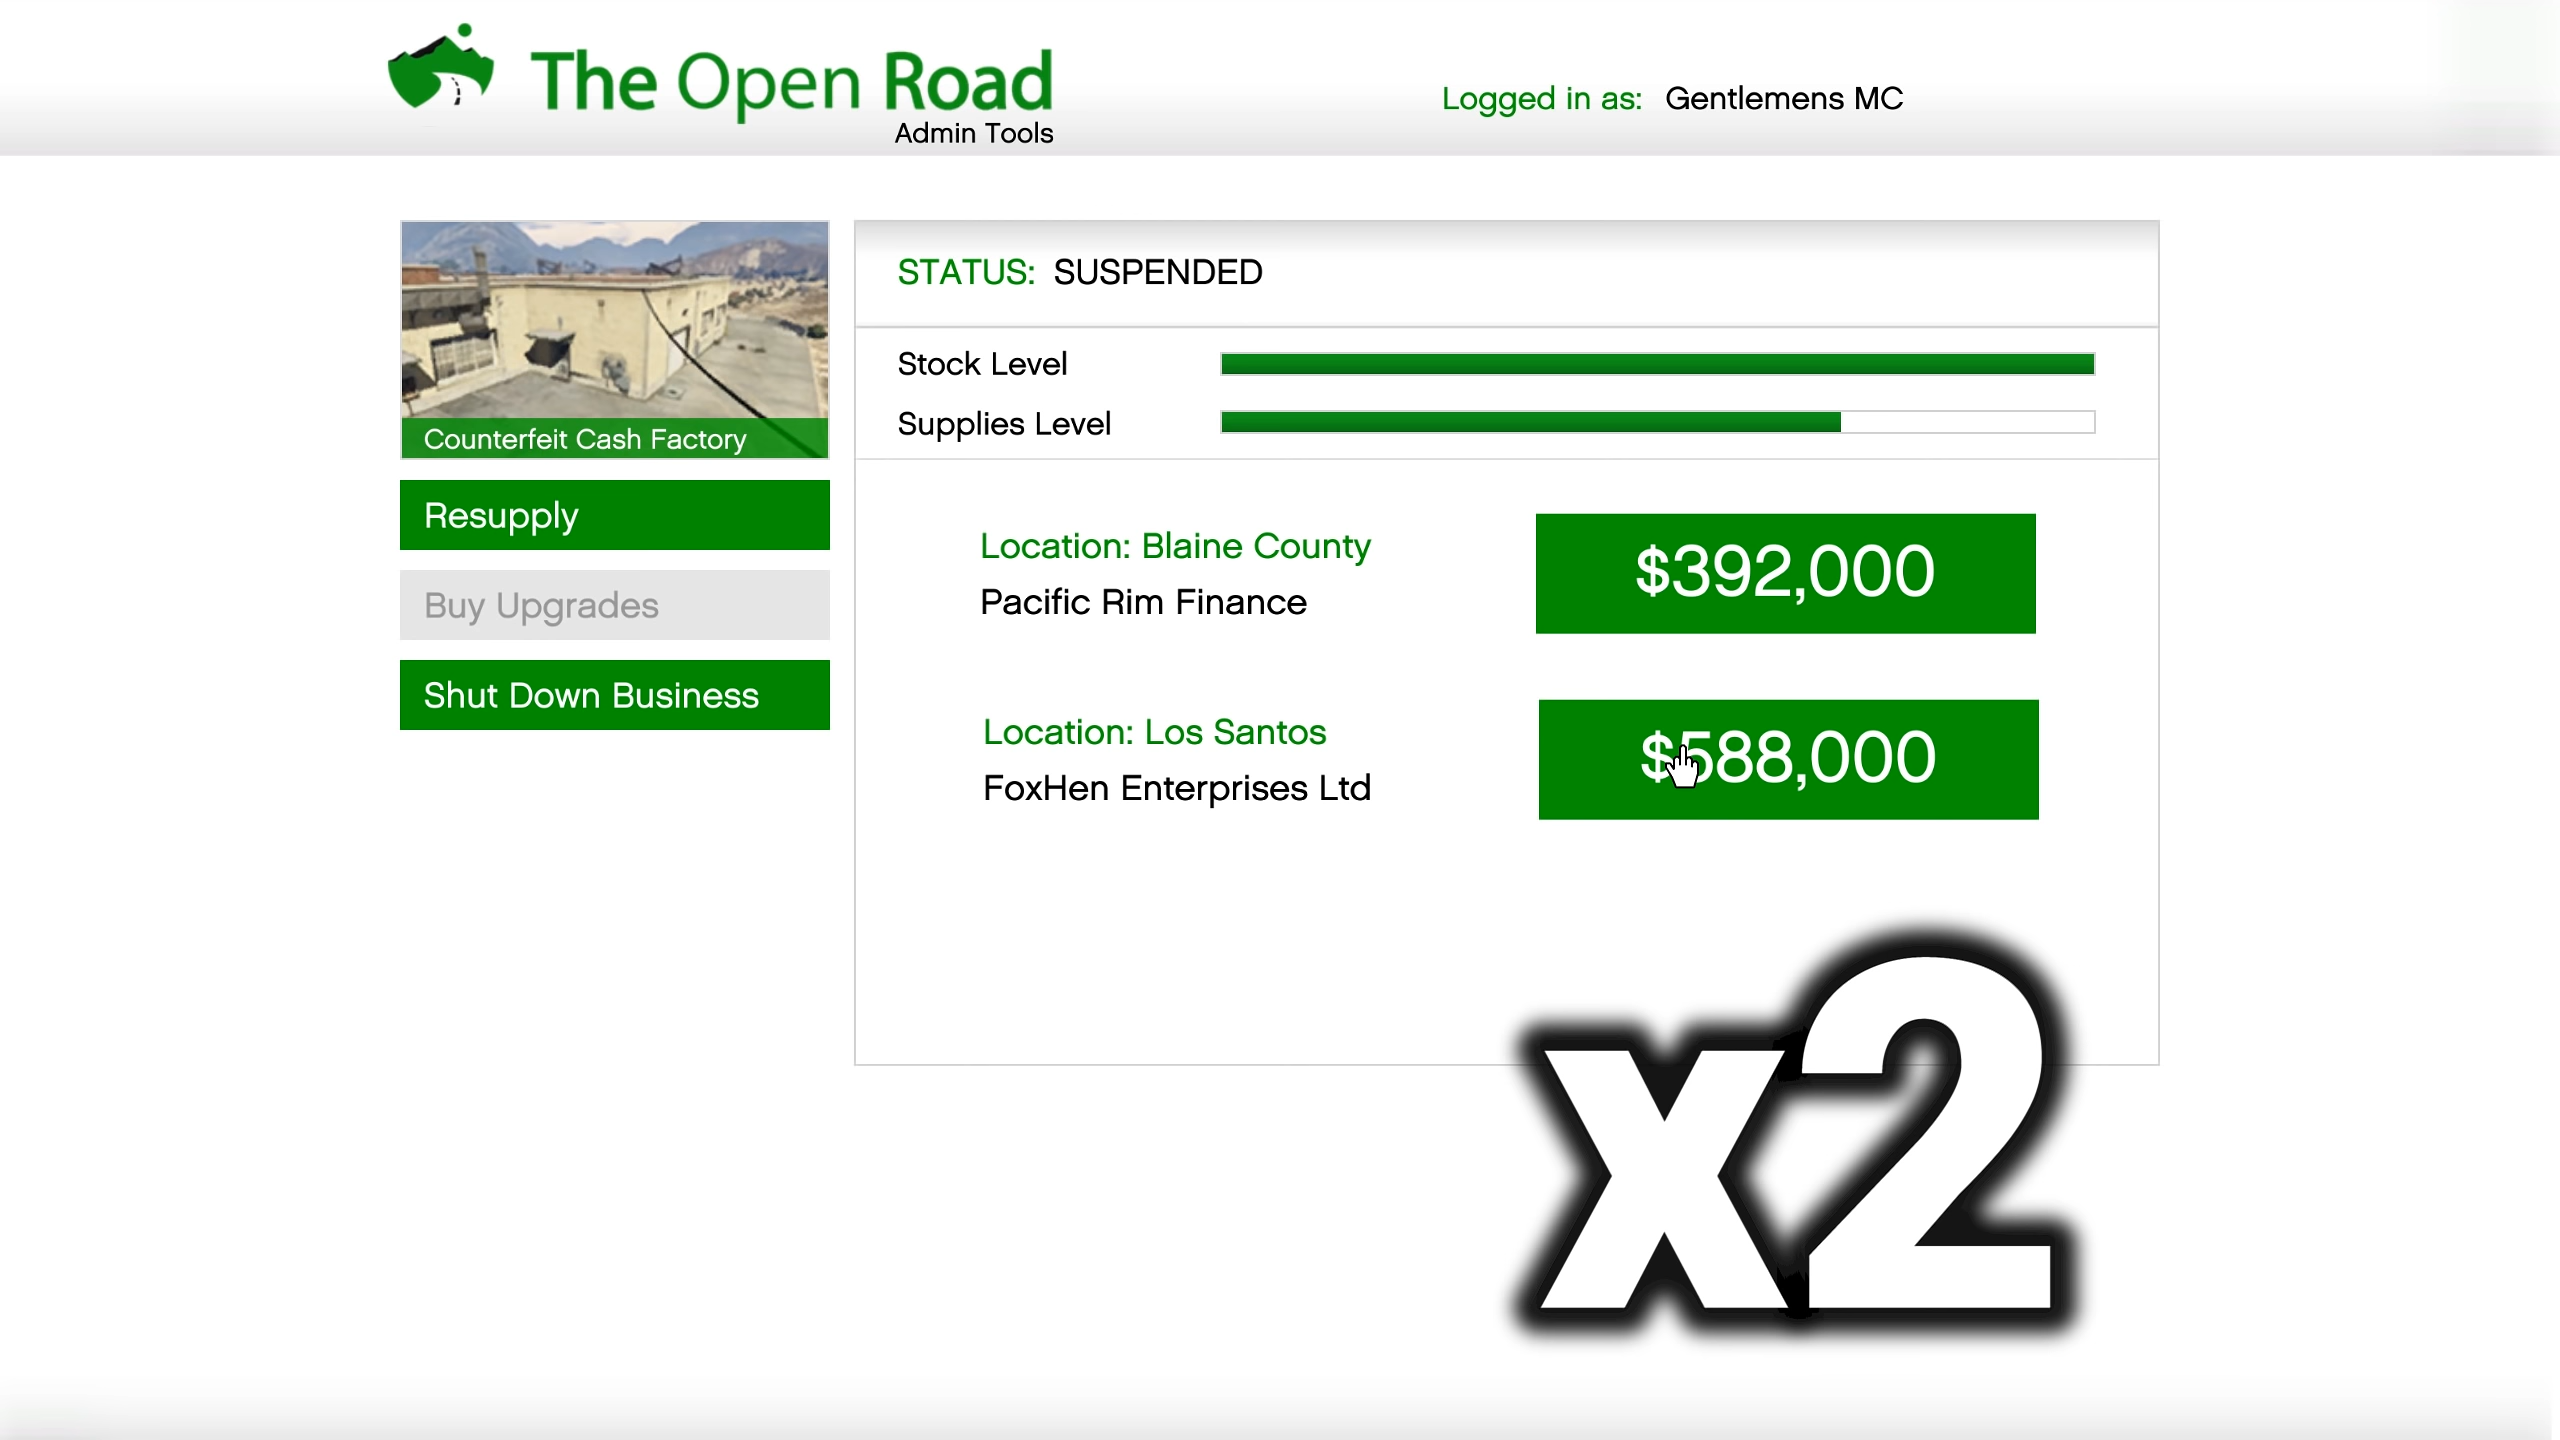 The Open Road
Admin Tools
Logged in as: Gentlemens MC
Counterfeit Cash Factory
Resupply
Buy Upgrades
Shut Down Business
STATUS: SUSPENDED
Stock Level
Supplies Level
Location: Blaine County
Pacific Rim Finance
$392,000
Location: Los Santos
FoxHen Enterprises Ltd
$588,000
x2